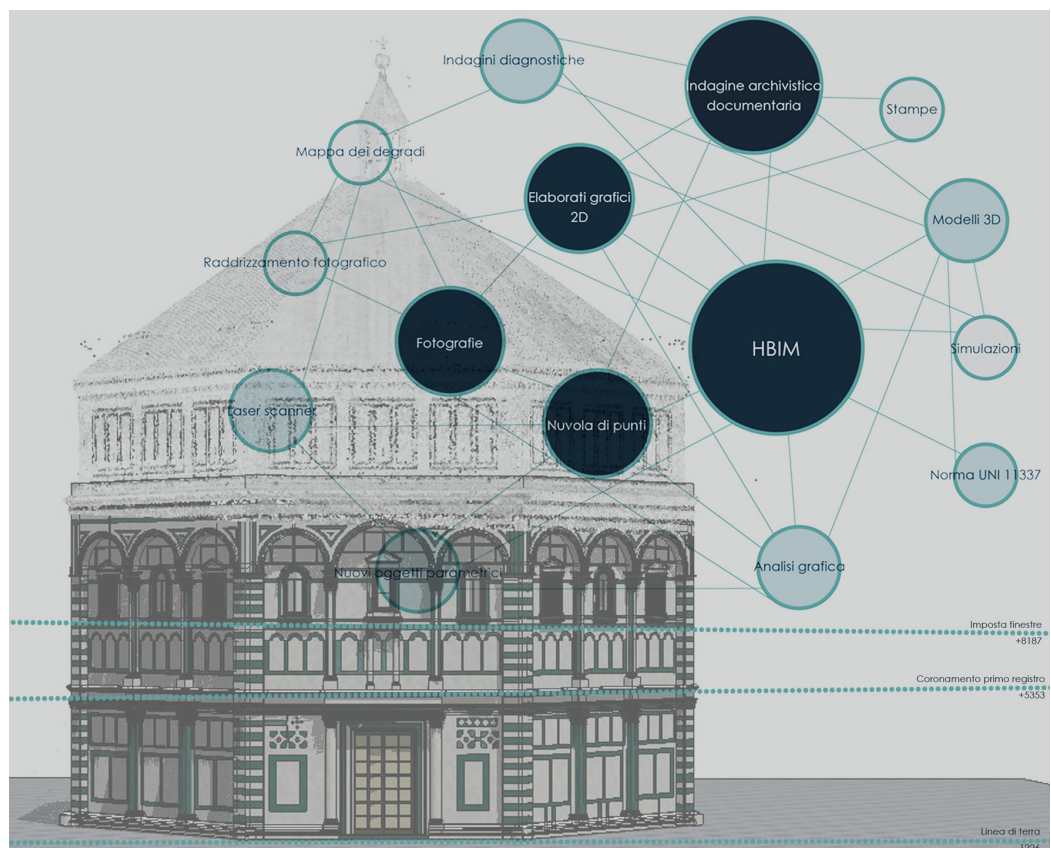 Indagini diagnostiche
Indagine archivistico
documentaria
Stampe
Mappa dei degradi
Elaborati grafici
2D
Modelli 3D
Raddrizzamento fotografico
Fotografie
HBIM
Simulazioni
Laser scanner
Nuvola di punti
Norma UNI 11337
Nuovi oggetti parametrici
Analisi grafica
Imposta finestre
+8187
Coronamento primo registro
+5353
Linea di terra